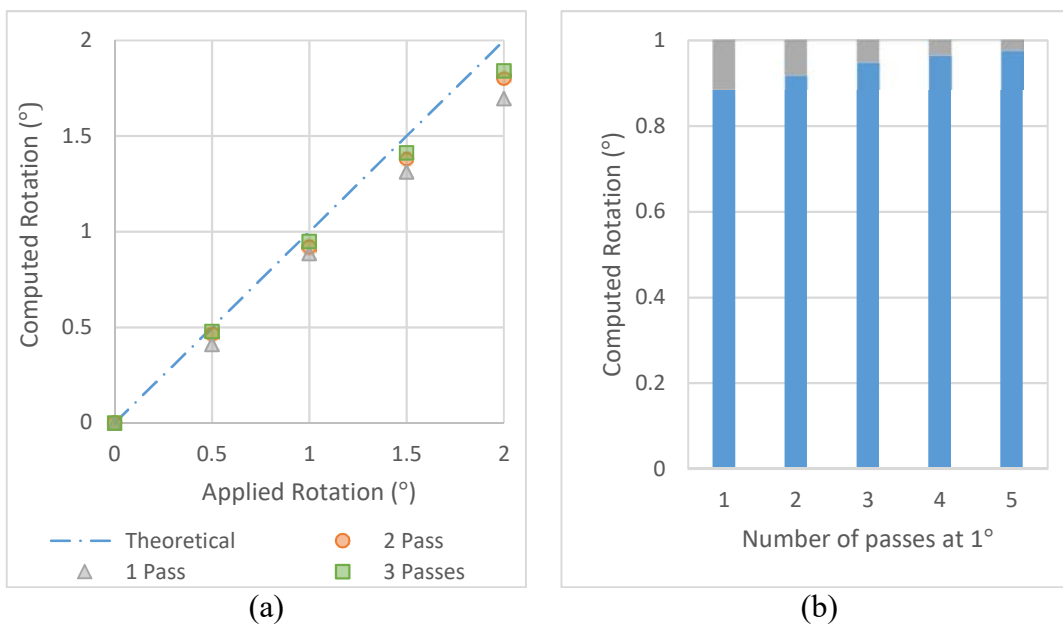 2
1.5
1
0.5
0
Computed Rotation (°)
0 0.5 1 1.5 2
Applied Rotation (°)
Theoretical 2 Pass
1 Pass 3 Passes
(a)
1
0.8
0.6
0.4
0.2
0
Computed Rotation (°)
1 2 3 4 5
Number of passes at 1°
(b)